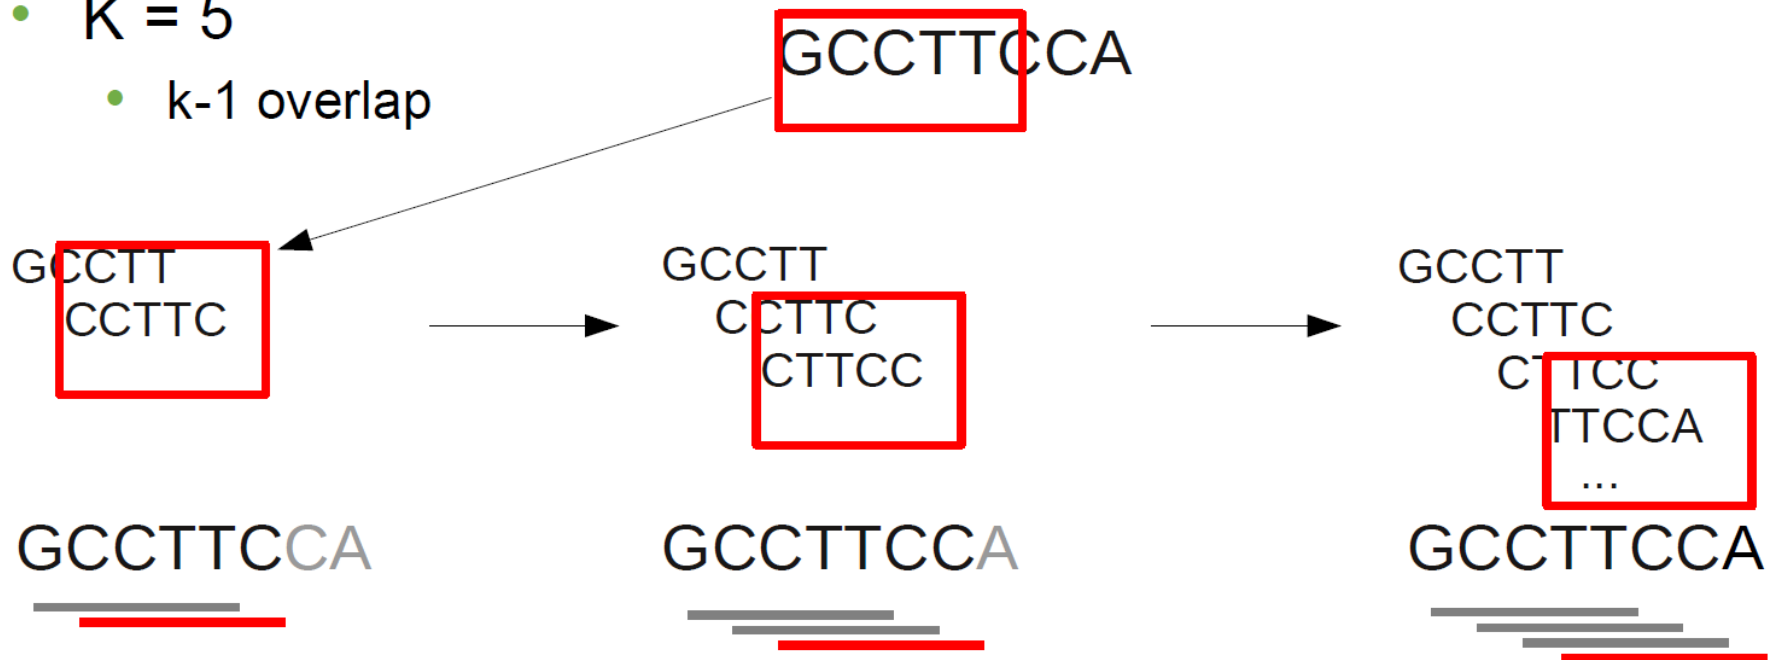 K = 5
k-1 overlap
GCCTTCCA
GCCTT
CCTTC
GCCTTCCA
GCCTT
CCTTC
CTTCC
GCCTTCCA
GCCTT
CCTTC
CTTCC
TTCCA
...
GCCTTCCA